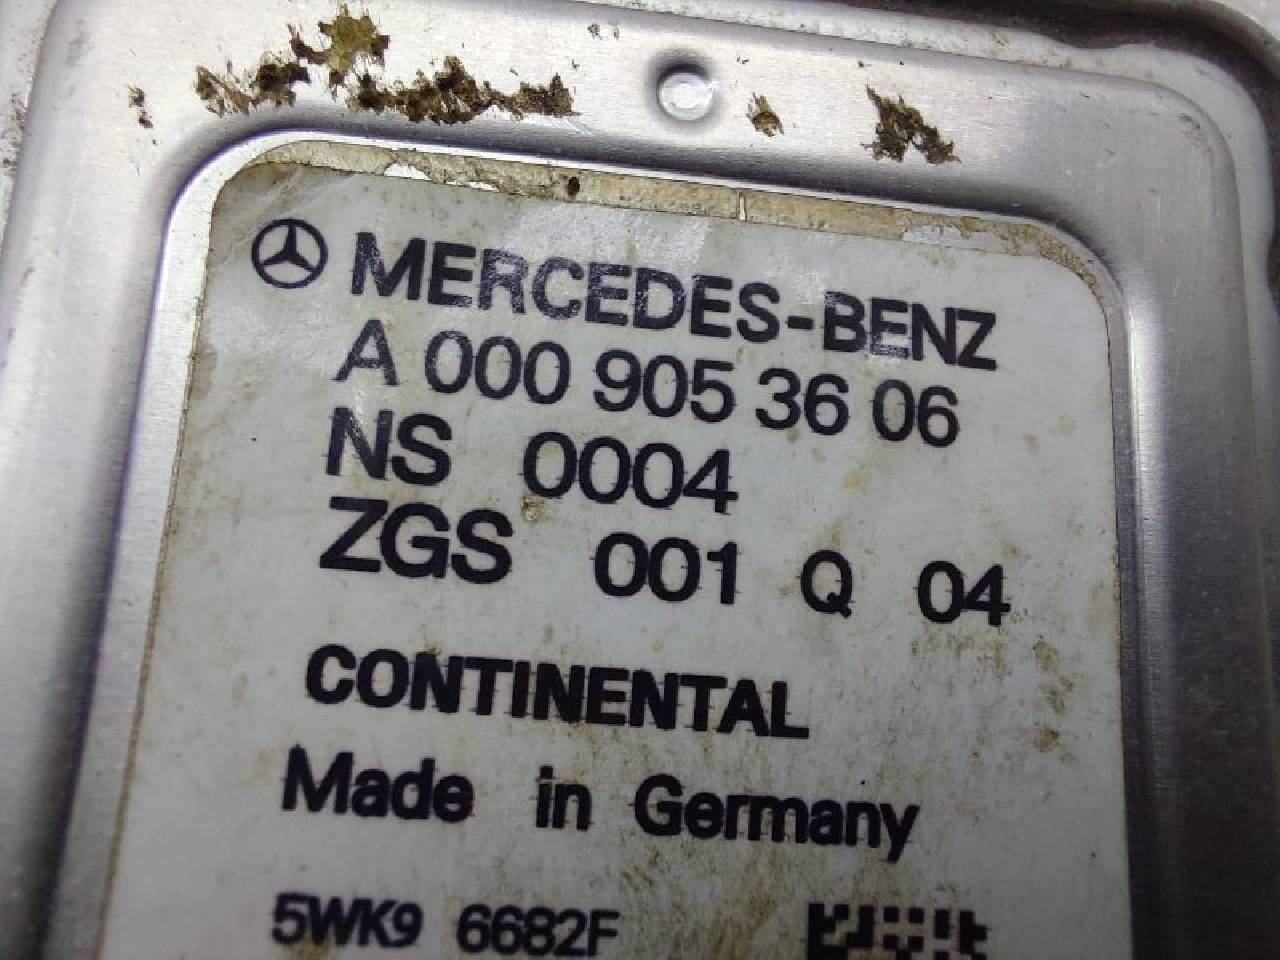 MERCEDES-BENZ
A 000 905 36 06
NS 0004
ZGS 001 Q 04
CONTINENTAL
Made in Germany
5WK9 6682F